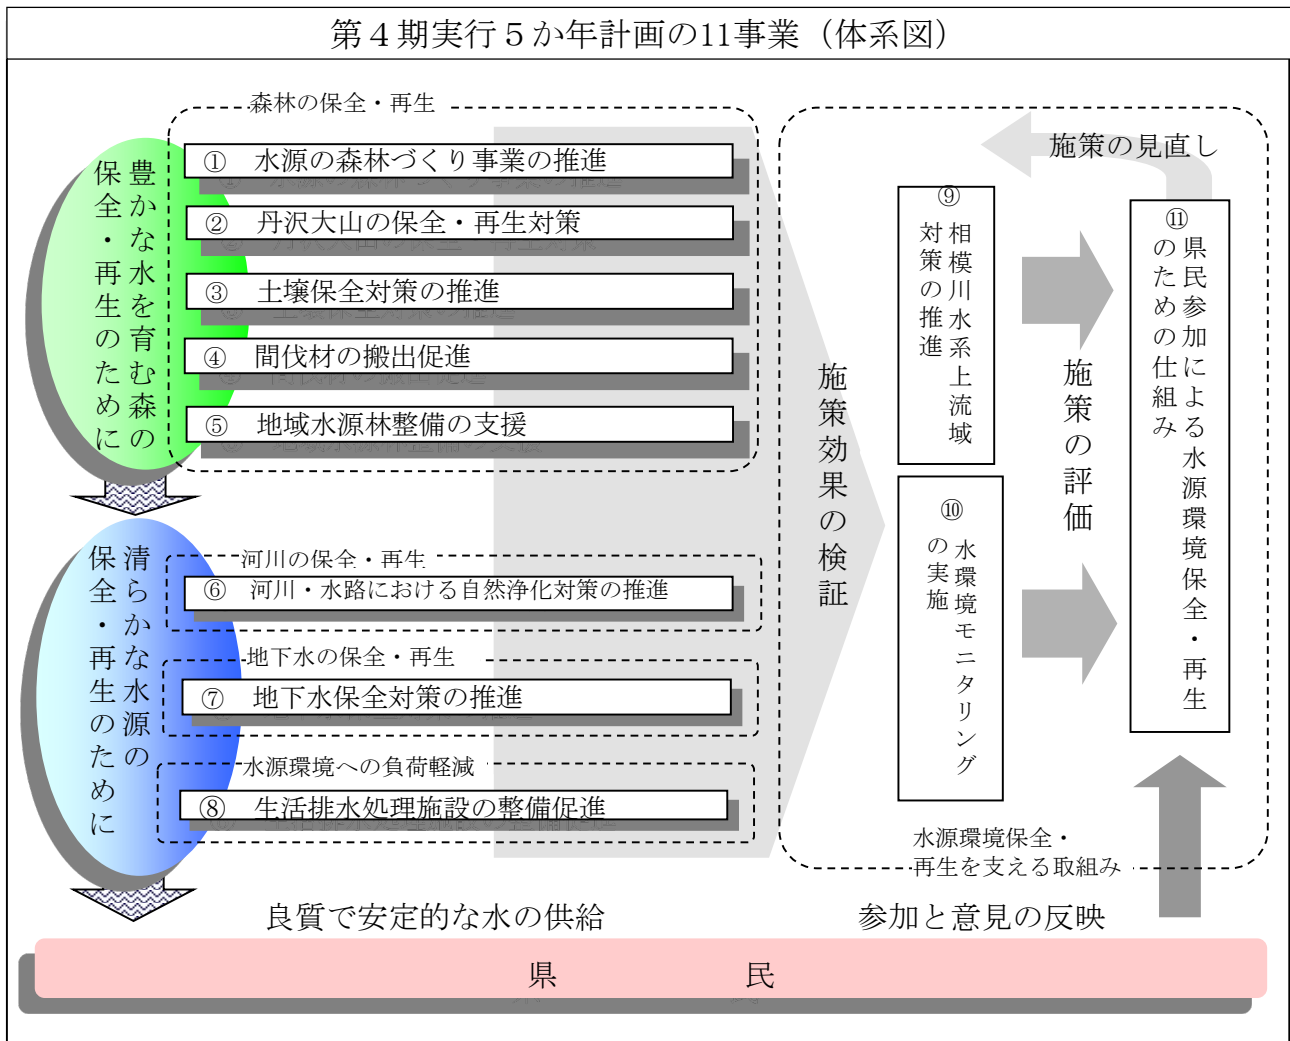 第４期実行５か年計画の11事業（体系図）
森林の保全・再生
豊かな水を育む森の
保全・再生のために
① 水源の森林づくり事業の推進
② 丹沢大山の保全・再生対策
③ 土壌保全対策の推進
④ 間伐材の搬出促進
⑤ 地域水源林整備の支援
清らかな水源の
保全・再生のために
河川の保全・再生
⑥ 河川・水路における自然浄化対策の推進
地下水の保全・再生
⑦ 地下水保全対策の推進
水源環境への負荷軽減
⑧ 生活排水処理施設の整備促進
施策効果の検証
⑨ 相模川水系上流域
対策の推進
⑩ 水環境モニタリング
の実施
施策の評価
施策の見直し
⑪ 県民参加による水源環境保全・再生
のための仕組み
水源環境保全・
再生を支える取組み
良質で安定的な水の供給
参加と意見の反映
県 民